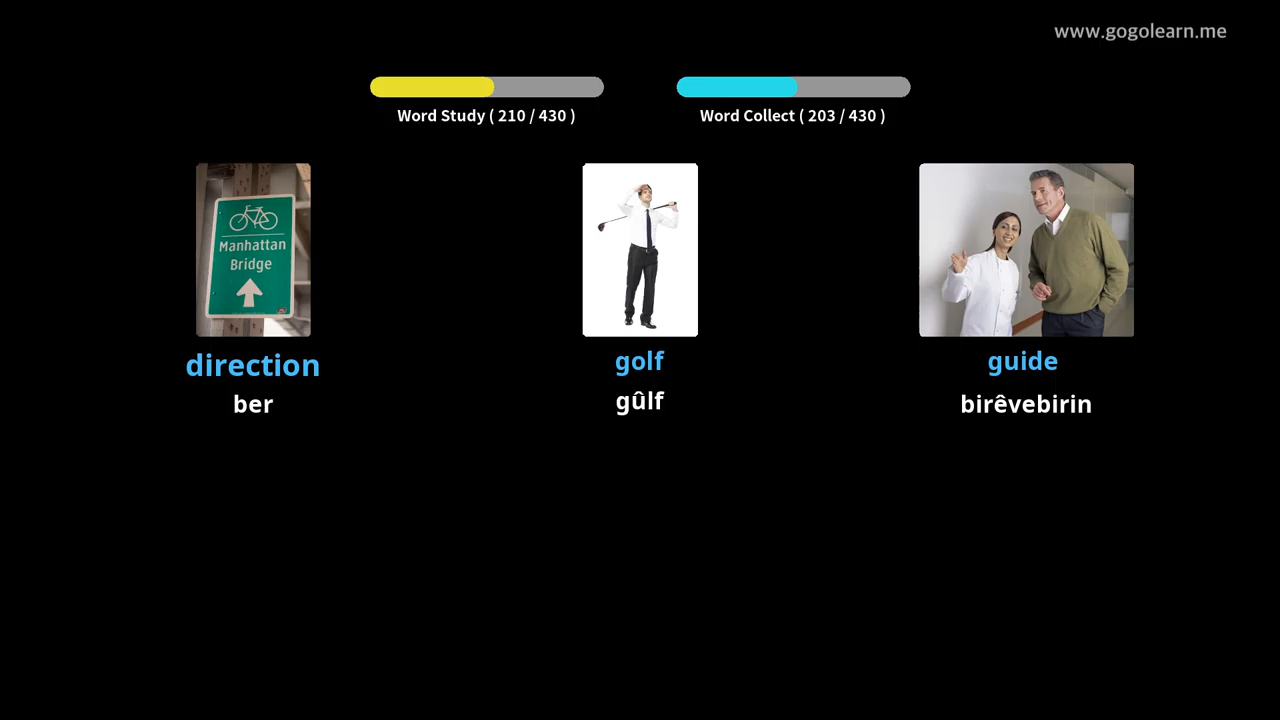 www.gogolearn.me
Word Study ( 210 / 430 )
Word Collect ( 203 / 430 )
Manhattan
Bridge
direction
golf
guide
ber
gûlf
birêvebirin